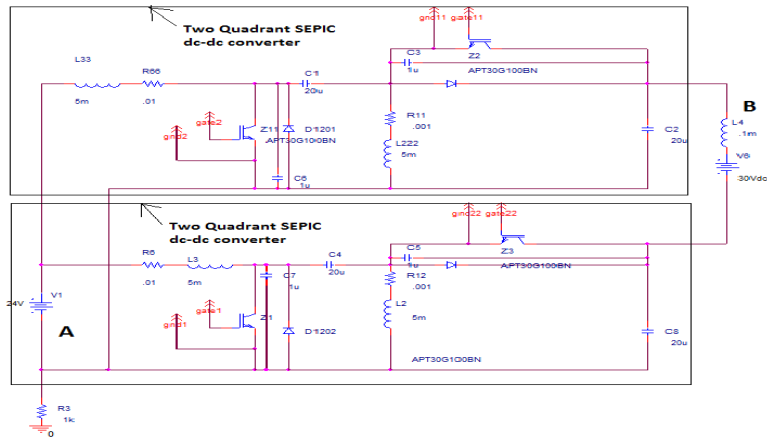 gnd11 gate11
Two Quadrant SEPIC
dc-dc converter
L33
5m
R66
.01
C1
20u
C3
1u
Z2
APT30G100BN
B
gate2
gnd2
Z11
APT30G100BN
D1201
C6
1u
R11
.001
L222
5m
C2
20u
L4
.1m
V6
30Vdc
Two Quadrant SEPIC
dc-dc converter
gnd22 gate22
R6
.01
L3
5m
C7
1u
C4
20u
C5
1u
Z3
APT30G100BN
R12
.001
V1
24V
A
gate1
gnd1
Z1
D1202
L2
5m
C8
20u
APT30G100BN
R3
1k
0